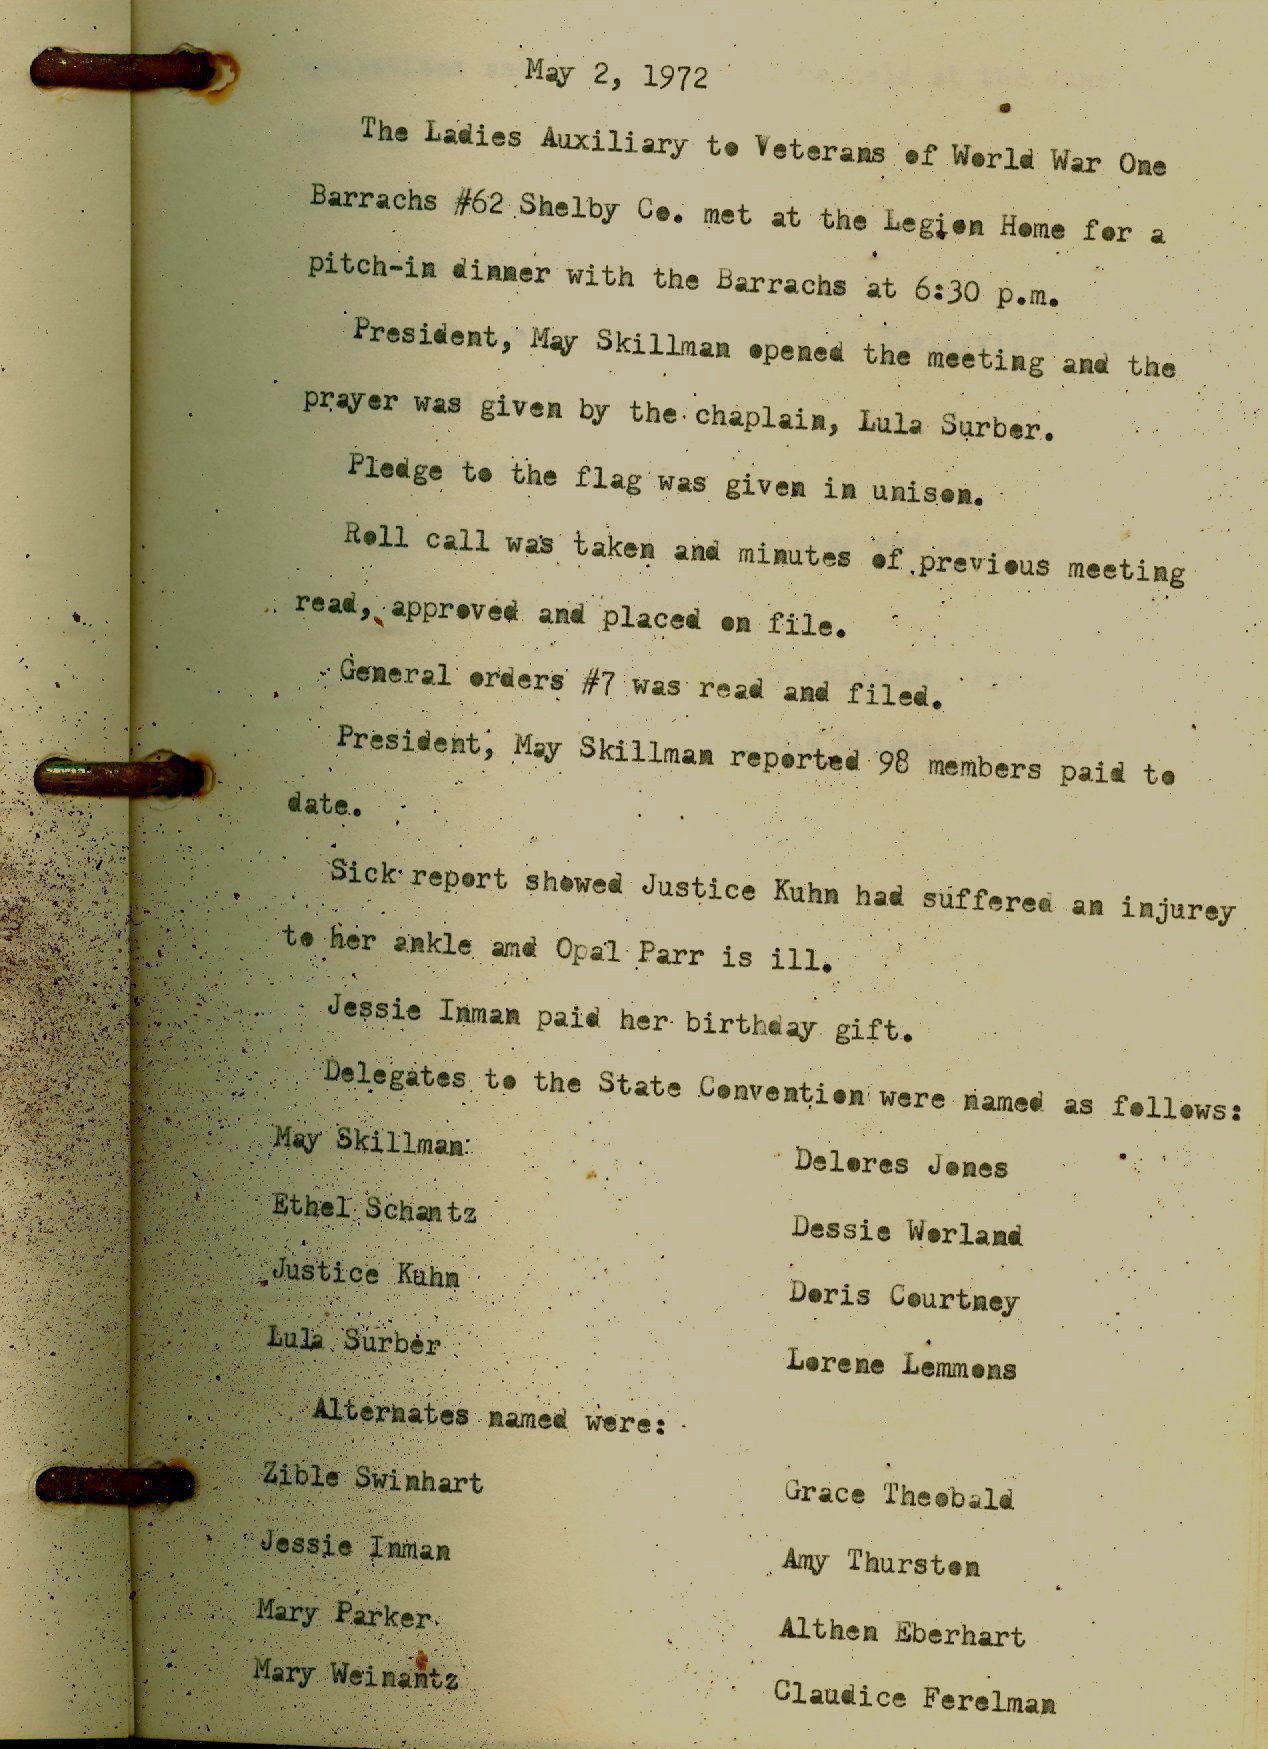 May 2, 1972
The Ladies Auxiliary to Veterans of World War One
Barrachs #62 Shelby Co. met at the Legion Home for a
pitch-in dinner with the Barrachs at 6:30 p.m.
President, May Skillman opened the meeting and the
prayer was given by the chaplain, Lula Surber.
Pledge to the flag was given in unison.
Roll call was taken and minutes of previous meeting
read, approved and placed on file.
General orders #7 was read and filed.
President, May Skillman reported 98 members paid to
date.
Sick report showed Justice Kuhn had suffered an injurey
to her ankle amd Opal Parr is ill.
Jessie Inman paid her birthday gift.
Delegates to the State Convention were named as follows:
May Skillman Delores Jones
Ethel Schantz Dessie Worland
Justice Kuhn Doris Courtney
Lula Surber Lorene Lemmons
Alternates named were:
Zible Swinhart Grace Theobald
Jessie Inman Amy Thurston
Mary Parker Althen Eberhart
Mary Weinantz Claudice Ferelman